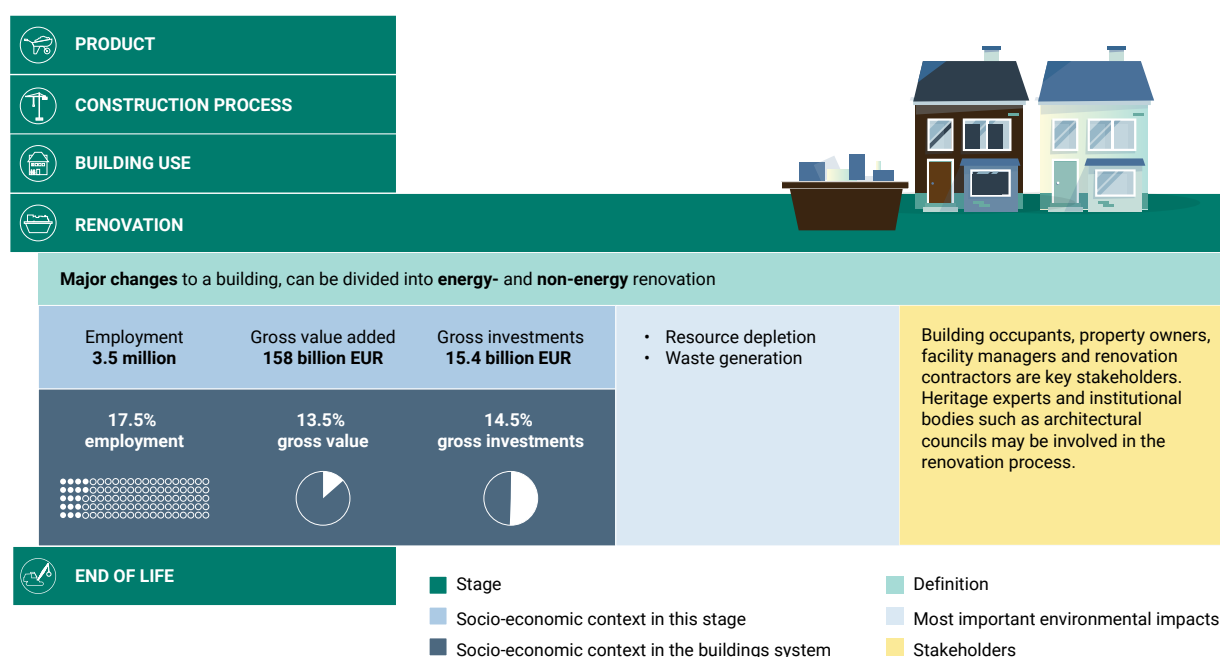 PRODUCT
CONSTRUCTION PROCESS
BUILDING USE
RENOVATION
Major changes to a building, can be divided into energy- and non-energy renovation
Employment
3.5 million
Gross value added
158 billion EUR
Gross investments
15.4 billion EUR
• Resource depletion
• Waste generation
Building occupants, property owners,
facility managers and renovation
contractors are key stakeholders.
Heritage experts and institutional
bodies such as architectural
councils may be involved in the
renovation process.
17.5%
employment
13.5%
gross value
14.5%
gross investments
END OF LIFE
Stage
Socio-economic context in this stage
Socio-economic context in the buildings system
Definition
Most important environmental impacts
Stakeholders